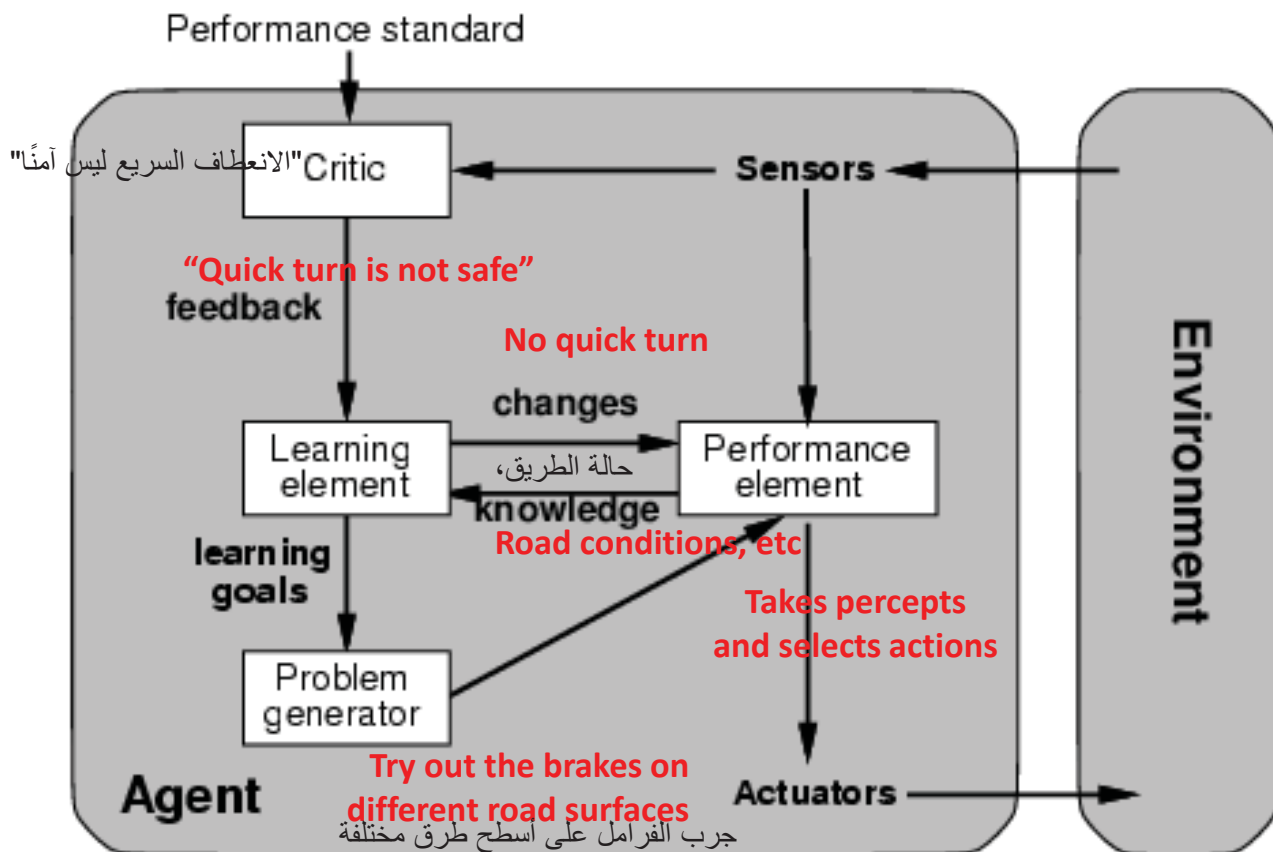 Performance standard
"الانعطاف السريع ليس آمنًا"
Critic
Sensors
“Quick turn is not safe”
feedback
No quick turn
changes
Learning
element
حالة الطريق،
Performance
element
knowledge
Road conditions, etc
learning
goals
Takes percepts
and selects actions
Problem
generator
Try out the brakes on
different road surfaces
جرب الفرامل على أسطح طرق مختلفة
Agent
Actuators
Environment